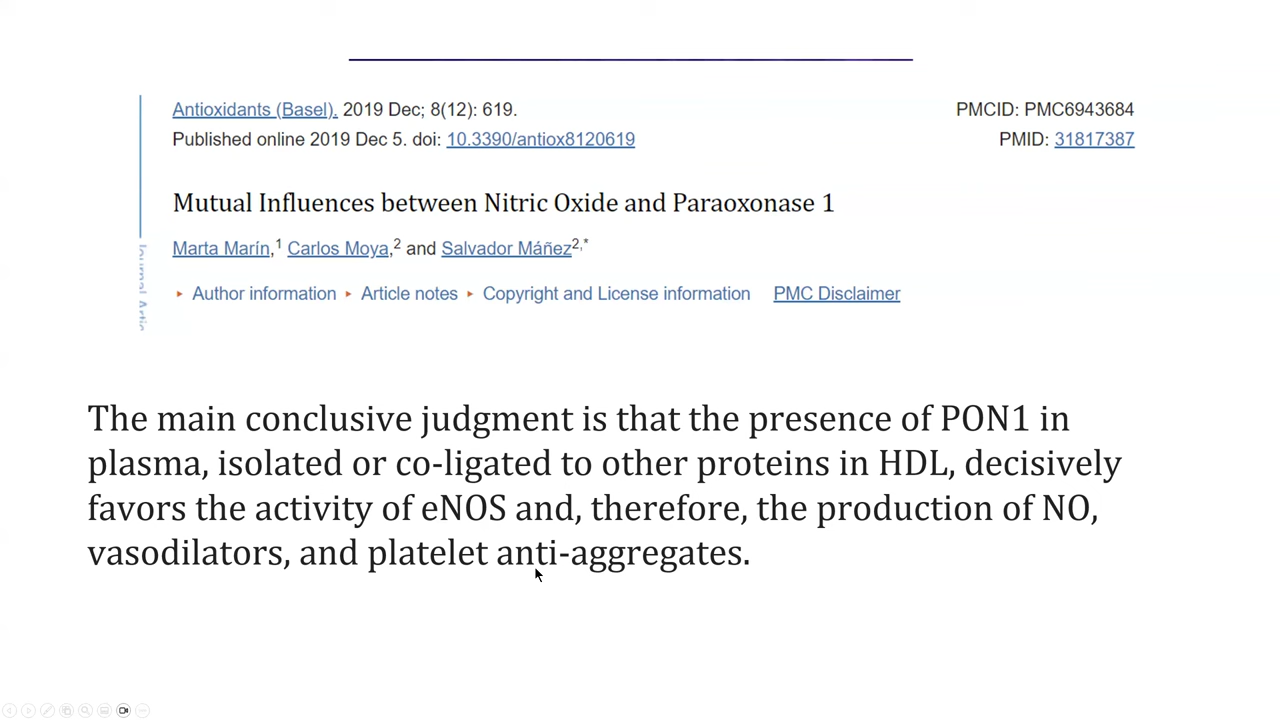 Antioxidants (Basel). 2019 Dec; 8(12): 619.
PMCID: PMC6943684
Published online 2019 Dec 5. doi: 10.3390/antiox8120619
PMID: 31817387
Mutual Influences between Nitric Oxide and Paraoxonase 1
Marta Marín,1 Carlos Moya,2 and Salvador Máñez2,*
▸ Author information ▸ Article notes ▸ Copyright and License information PMC Disclaimer
The main conclusive judgment is that the presence of PON1 in
plasma, isolated or co-ligated to other proteins in HDL, decisively
favors the activity of eNOS and, therefore, the production of NO,
vasodilators, and platelet anti-aggregates.